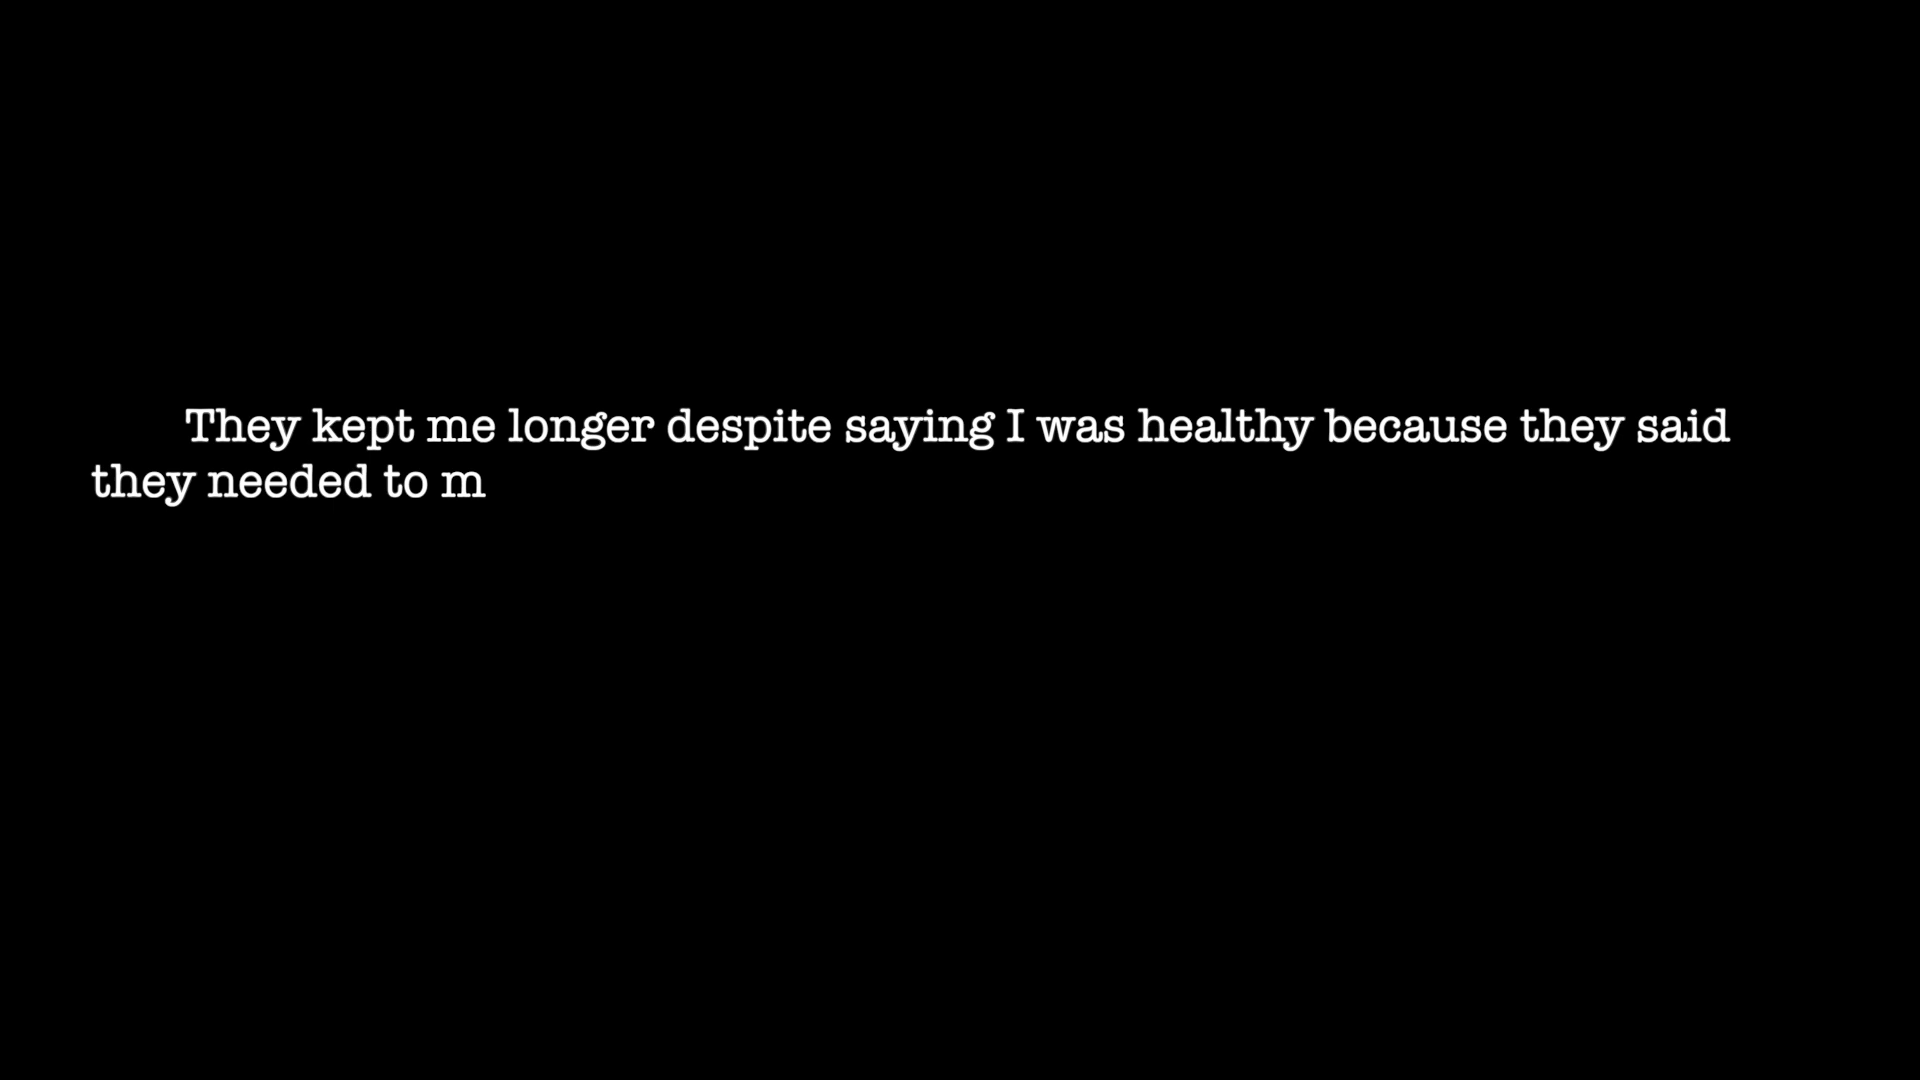 They kept me longer despite saying I was healthy because they said
they needed to m